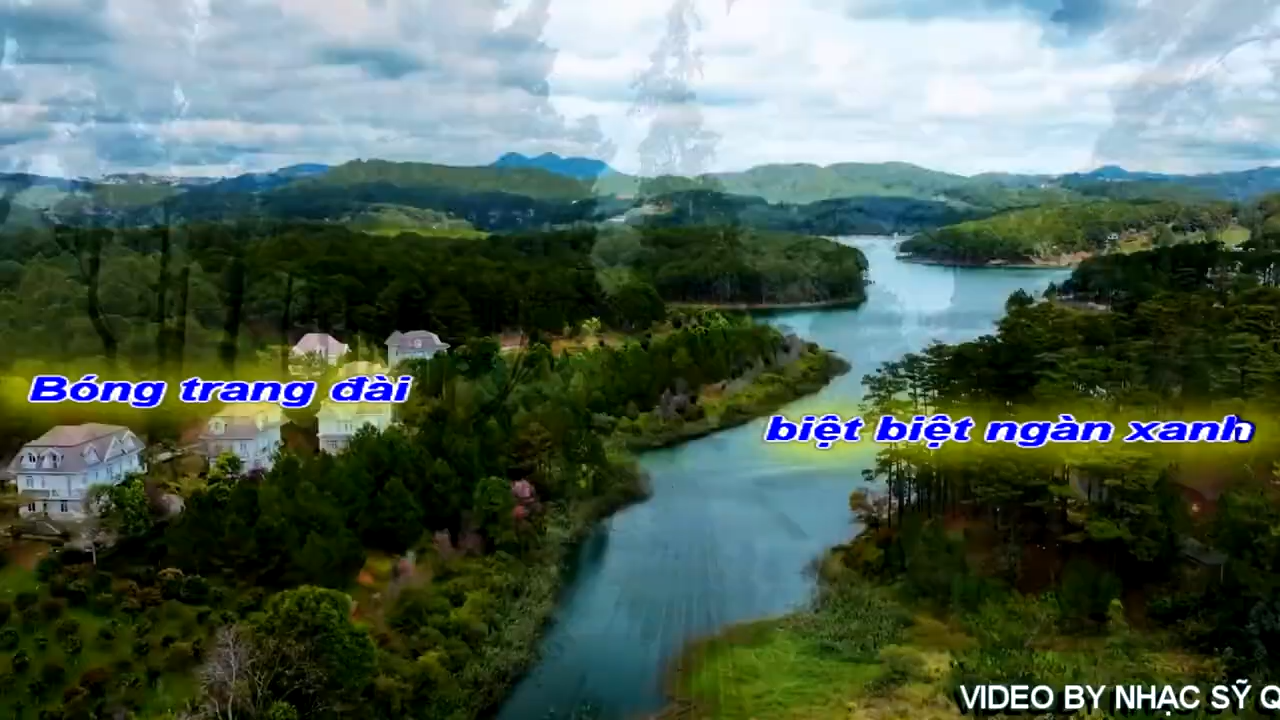 Bóng trang đài
biệt biệt ngàn xanh
VIDEO BY NHẠC SỸ Q